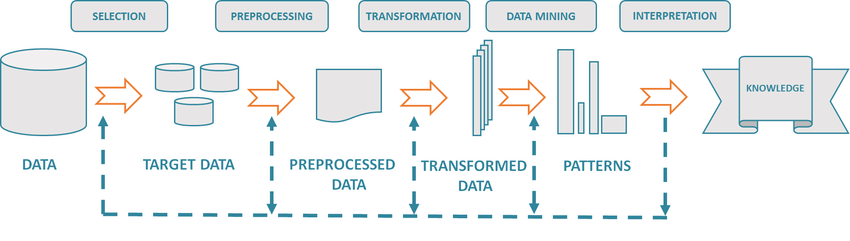 SELECTION
PREPROCESSING
TRANSFORMATION
DATA MINING
INTERPRETATION
KNOWLEDGE
DATA
TARGET DATA
PREPROCESSED
DATA
TRANSFORMED
DATA
PATTERNS